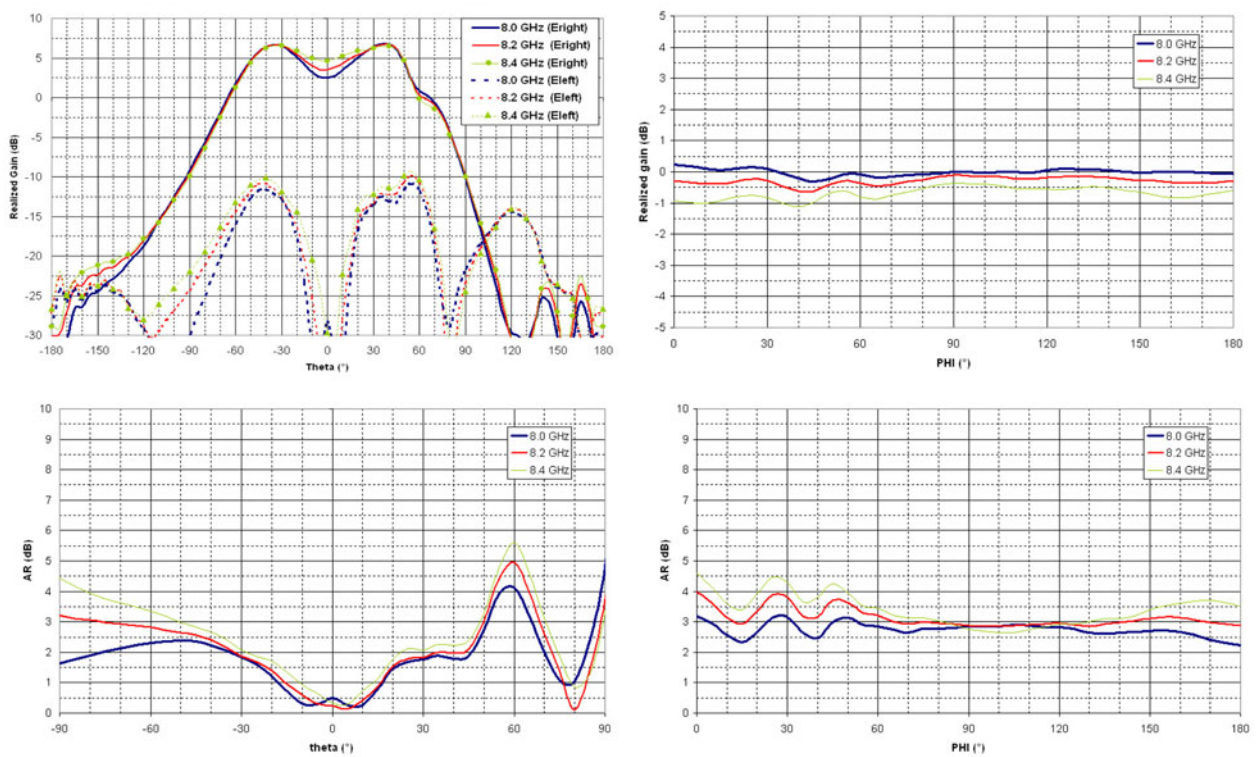 10
5
0
-5
-10
-15
-20
-25
-30
Realized Gain (dB)
8.0 GHz (Eright)
8.2 GHz (Eright)
8.4 GHz (Eright)
8.0 GHz (Eleft)
8.2 GHz (Eleft)
8.4 GHz (Eleft)
-180 -150 -120 -90 -60 -30 0 30 60 90 120 150 180
Theta (°)
5
4
3
2
1
0
-1
-2
-3
-4
-5
Realized gain (dB)
8.0 GHz
8.2 GHz
8.4 GHz
0 30 60 90 120 150 180
PHI (°)
10
9
8
7
6
5
4
3
2
1
0
AR (dB)
8.0 GHz
8.2 GHz
8.4 GHz
-90 -60 -30 0 30 60 90
theta (°)
10
9
8
7
6
5
4
3
2
1
0
AR (dB)
8.0 GHz
8.2 GHz
8.4 GHz
0 30 60 90 120 150 180
PHI (°)